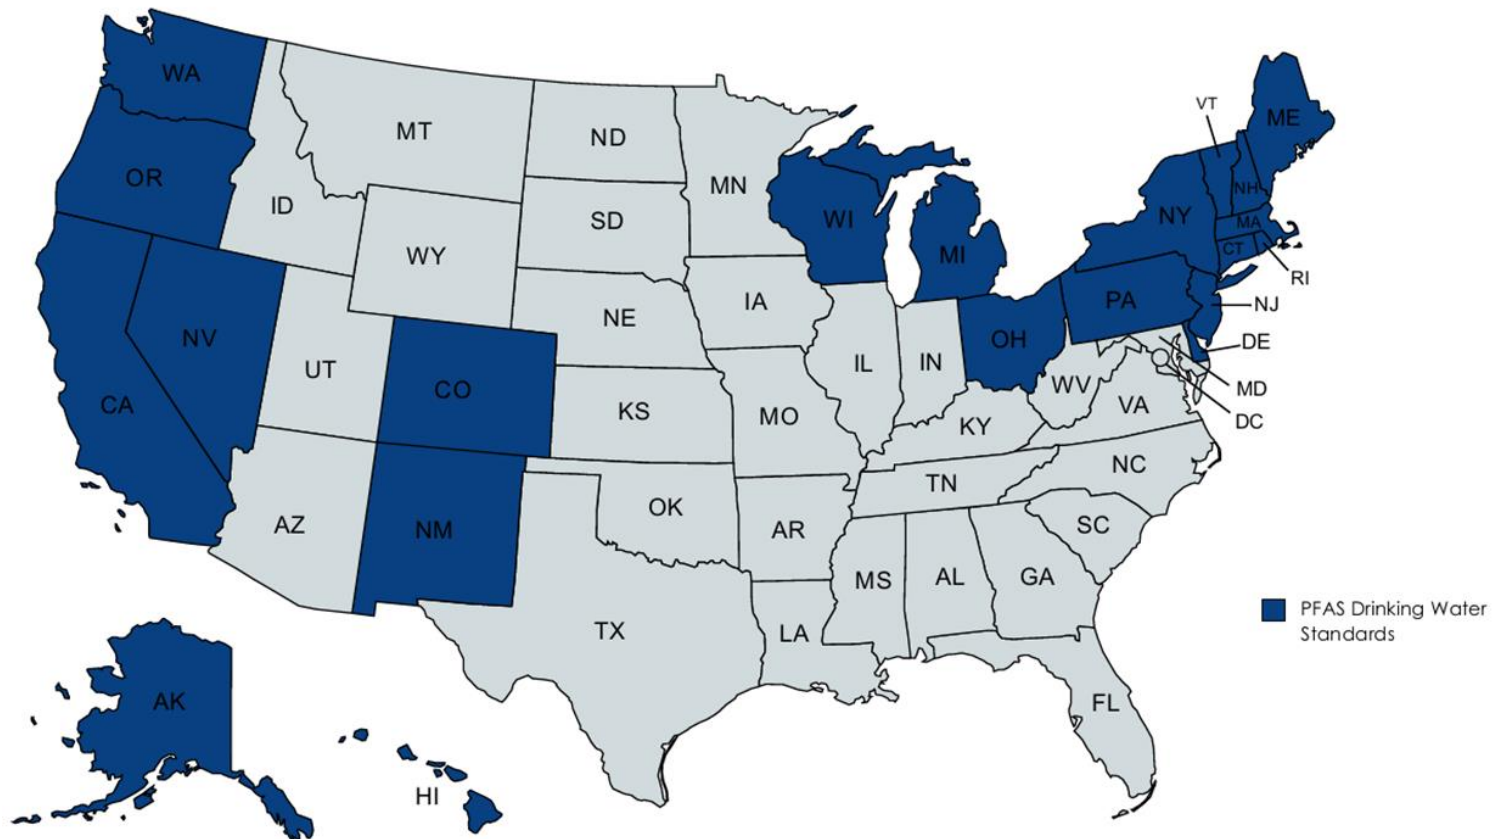 WA
MT
ND
MN
VT
ME
OR
ID
SD
WI
MI
NY
NH
MA
CT
RI
WY
IA
NE
PA
NJ
NV
UT
CO
IL
IN
OH
DE
MD
DC
CA
KS
MO
WV
VA
KY
NC
TN
AZ
NM
OK
AR
SC
MS
AL
GA
TX
LA
FL
AK
HI
PFAS Drinking Water
Standards